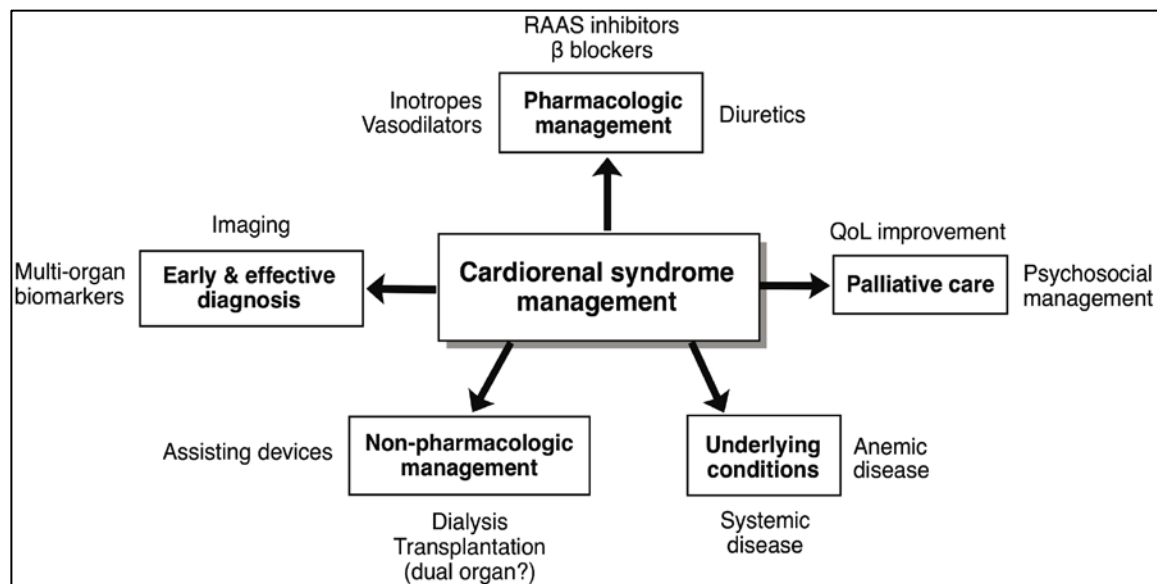 RAAS inhibitors
β blockers
Inotropes
Vasodilators
Pharmacologic
management
Diuretics
Imaging
Multi-organ
biomarkers
Early & effective
diagnosis
Cardiorenal syndrome
management
QoL improvement
Palliative care
Psychosocial
management
Assisting devices
Non-pharmacologic
management
Dialysis
Transplantation
(dual organ?)
Underlying
conditions
Anemic
disease
Systemic
disease